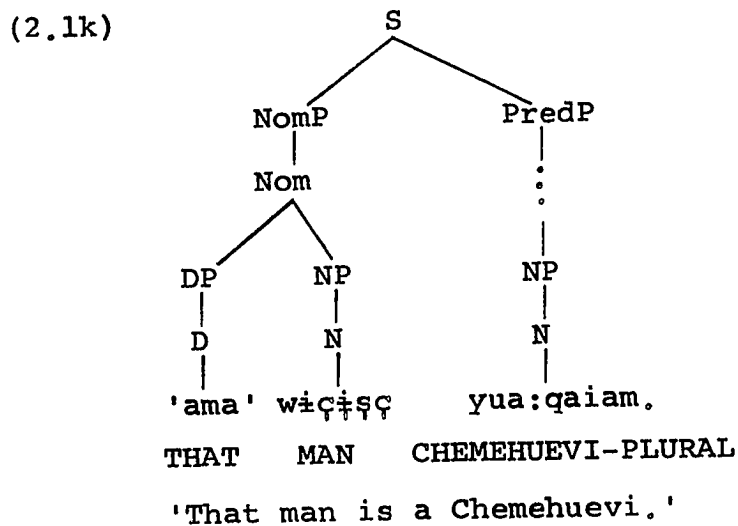 (2.1k)
S
NomP PredP
Nom
DP NP NP
D N N
'ama' wɨçɨşç yua:qaiam.
THAT MAN CHEMEHUEVI-PLURAL
'That man is a Chemehuevi.'